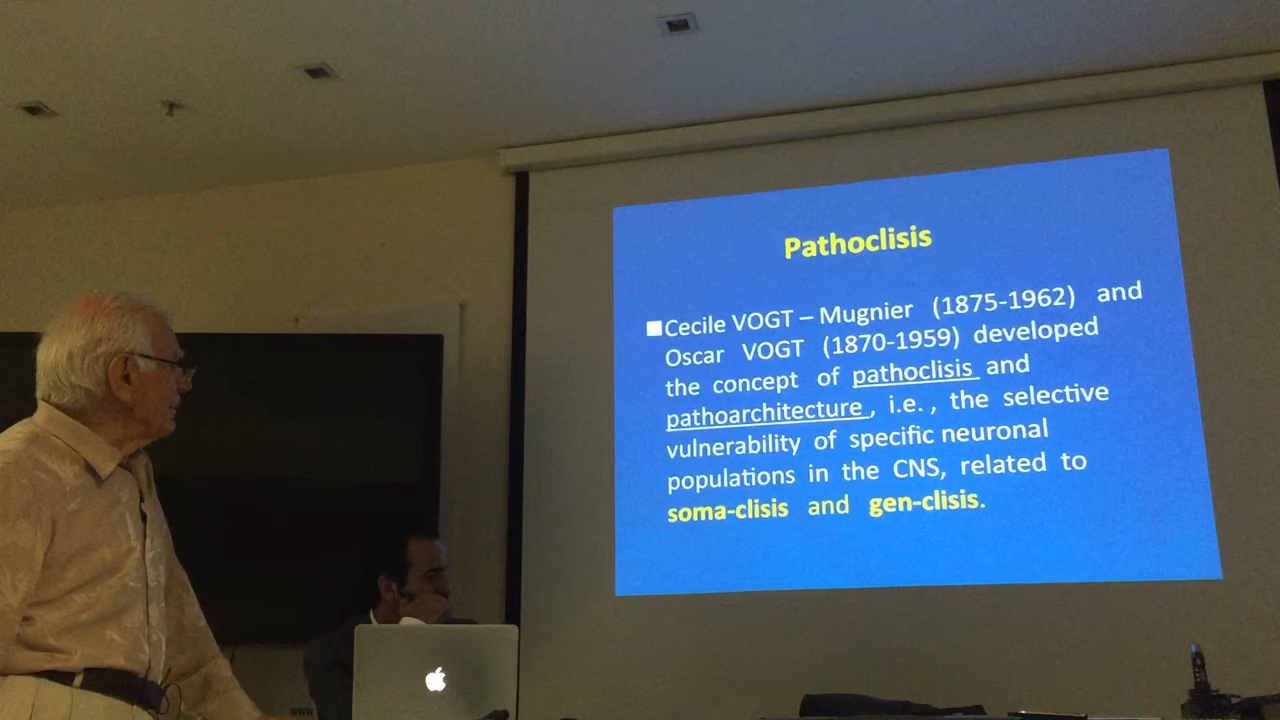 Pathoclisis
Cecile VOGT – Mugnier (1875-1962) and
Oscar VOGT (1870-1959) developed
the concept of pathoclisis and
pathoarchitecture, i.e., the selective
vulnerability of specific neuronal
populations in the CNS, related to
soma-clisis and gen-clisis.